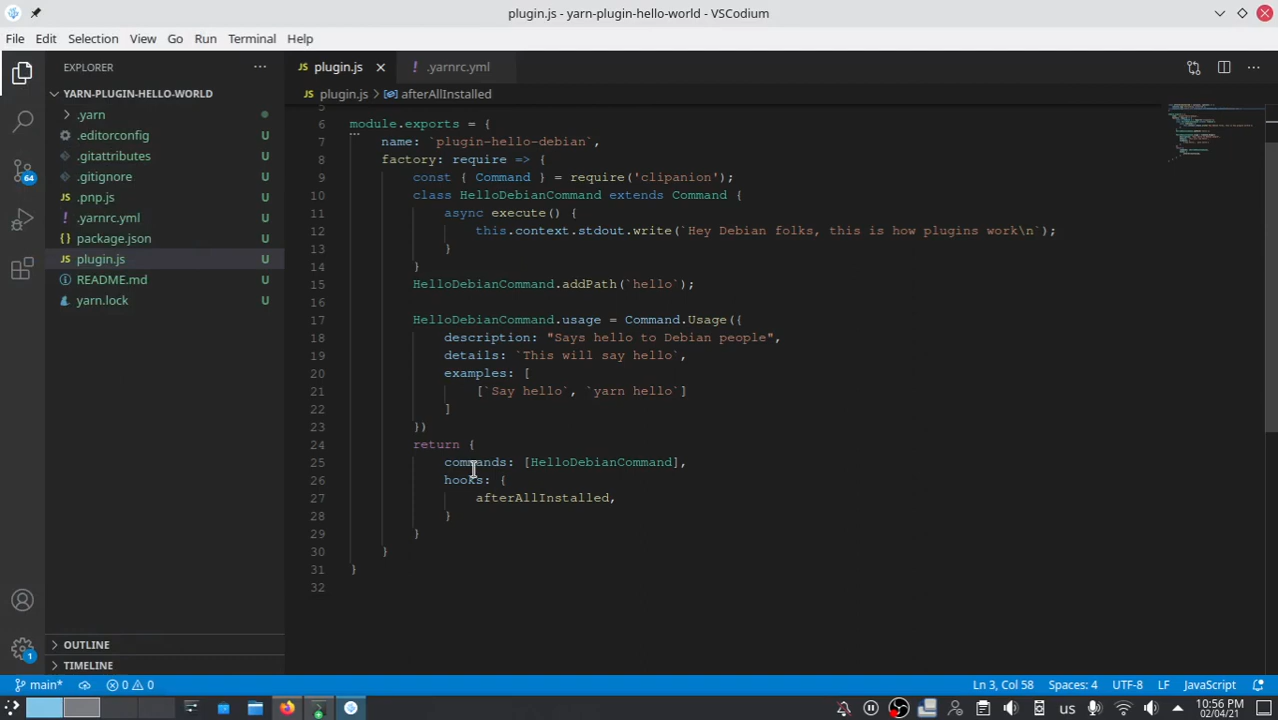 plugin.js - yarn-plugin-hello-world - VSCodium
File Edit Selection View Go Run Terminal Help
EXPLORER
plugin.js
.yarnrc.yml
YARN-PLUGIN-HELLO-WORLD
.yarn
.editorconfig U
.gitattributes U
.gitignore U
.pnp.js U
.yarnrc.yml U
package.json U
plugin.js U
README.md U
yarn.lock U
64
plugin.js > afterAllInstalled
5
6 module.exports = {
7 name: `plugin-hello-debian`,
8 factory: require => {
9 const { Command } = require('clipanion');
10 class HelloDebianCommand extends Command {
11 async execute() {
12 this.context.stdout.write(`Hey Debian folks, this is how plugins work\n`);
13 }
14 }
15 HelloDebianCommand.addPath(`hello`);
16
17 HelloDebianCommand.usage = Command.Usage({
18 description: "Says hello to Debian people",
19 details: `This will say hello`,
20 examples: [
21 [`Say hello`, `yarn hello`]
22 ]
23 })
24 return {
25 commands: [HelloDebianCommand],
26 hooks: {
27 afterAllInstalled,
28 }
29 }
30 }
31 }
32
OUTLINE
TIMELINE
1
main* 0 0 Ln 3, Col 58 Spaces: 4 UTF-8 LF JavaScript
us 10:56 PM
02/04/21